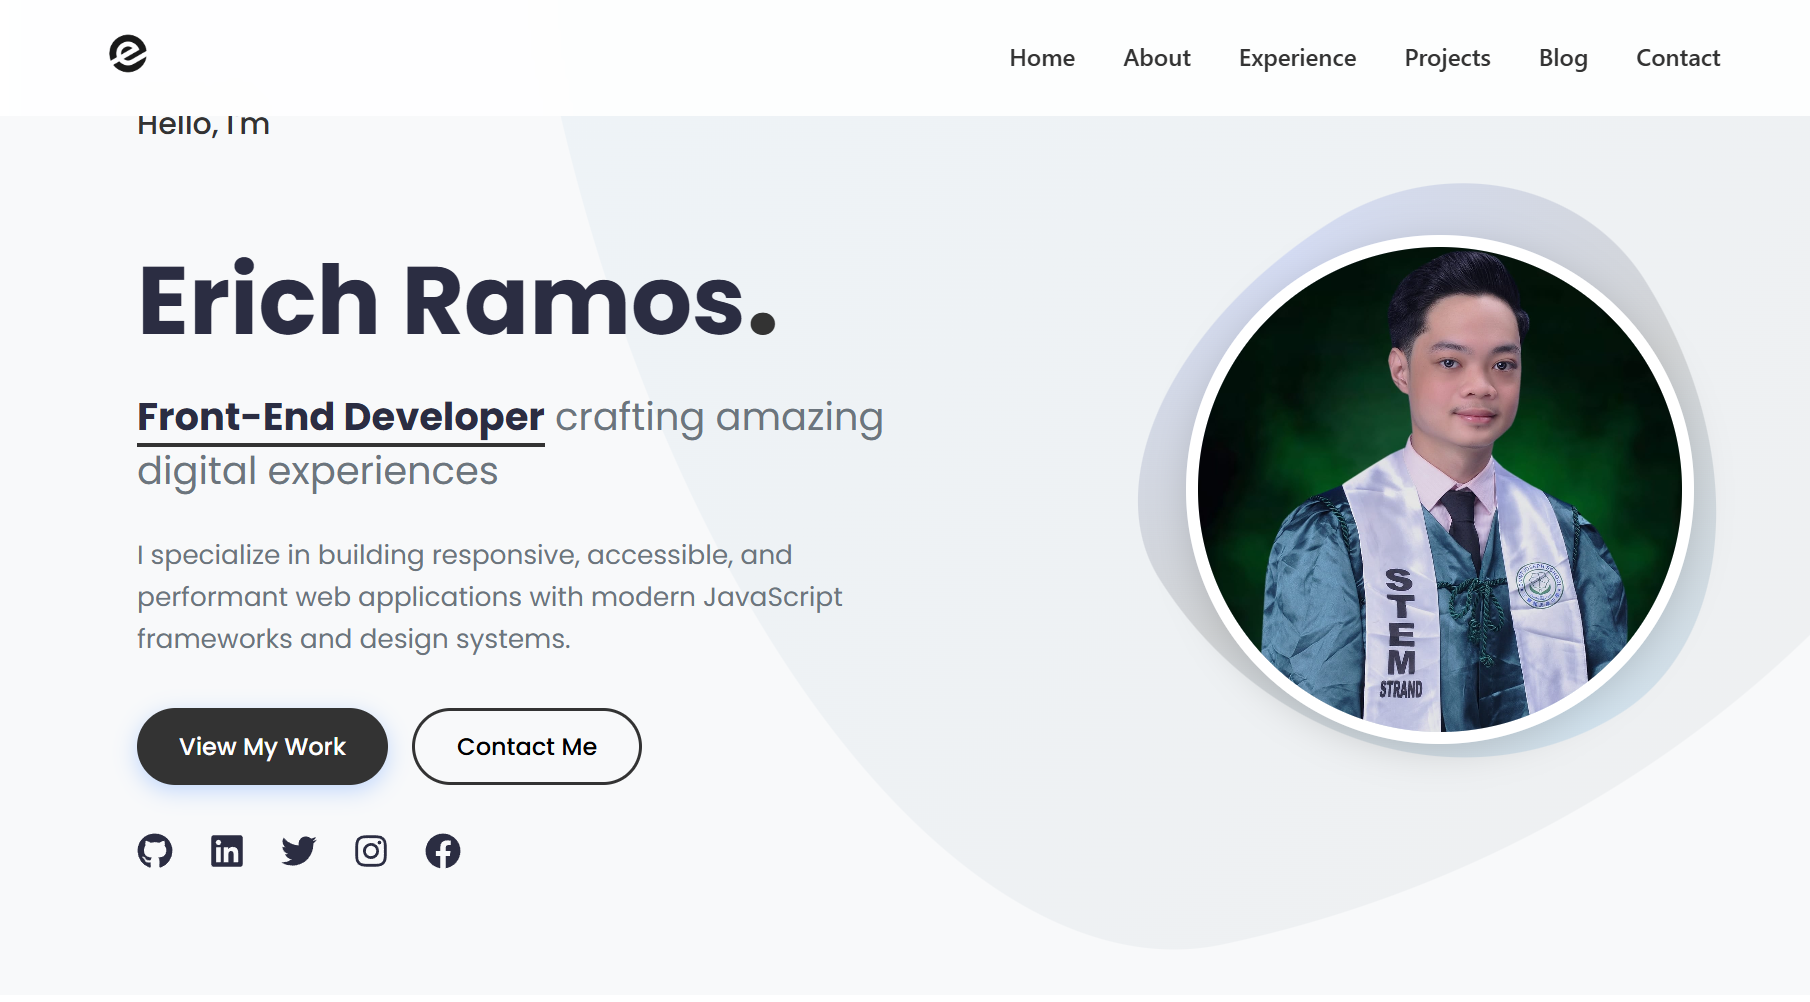 Home About Experience Projects Blog Contact
Hello, I'm
Erich Ramos.
Front-End Developer crafting amazing
digital experiences
I specialize in building responsive, accessible, and
performant web applications with modern JavaScript
frameworks and design systems.
View My Work Contact Me
STEM
STRAND